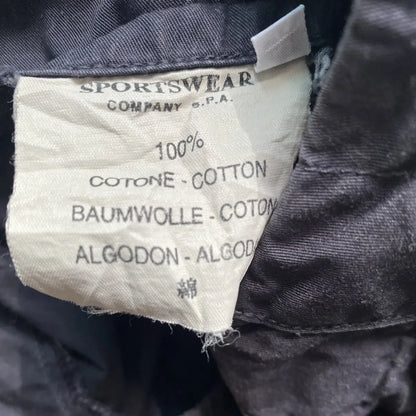 SPORTSWEAR
COMPANY S.P.A.
100%
COTONE - COTTON
BAUMWOLLE - COTON
ALGODON - ALGOD
綿